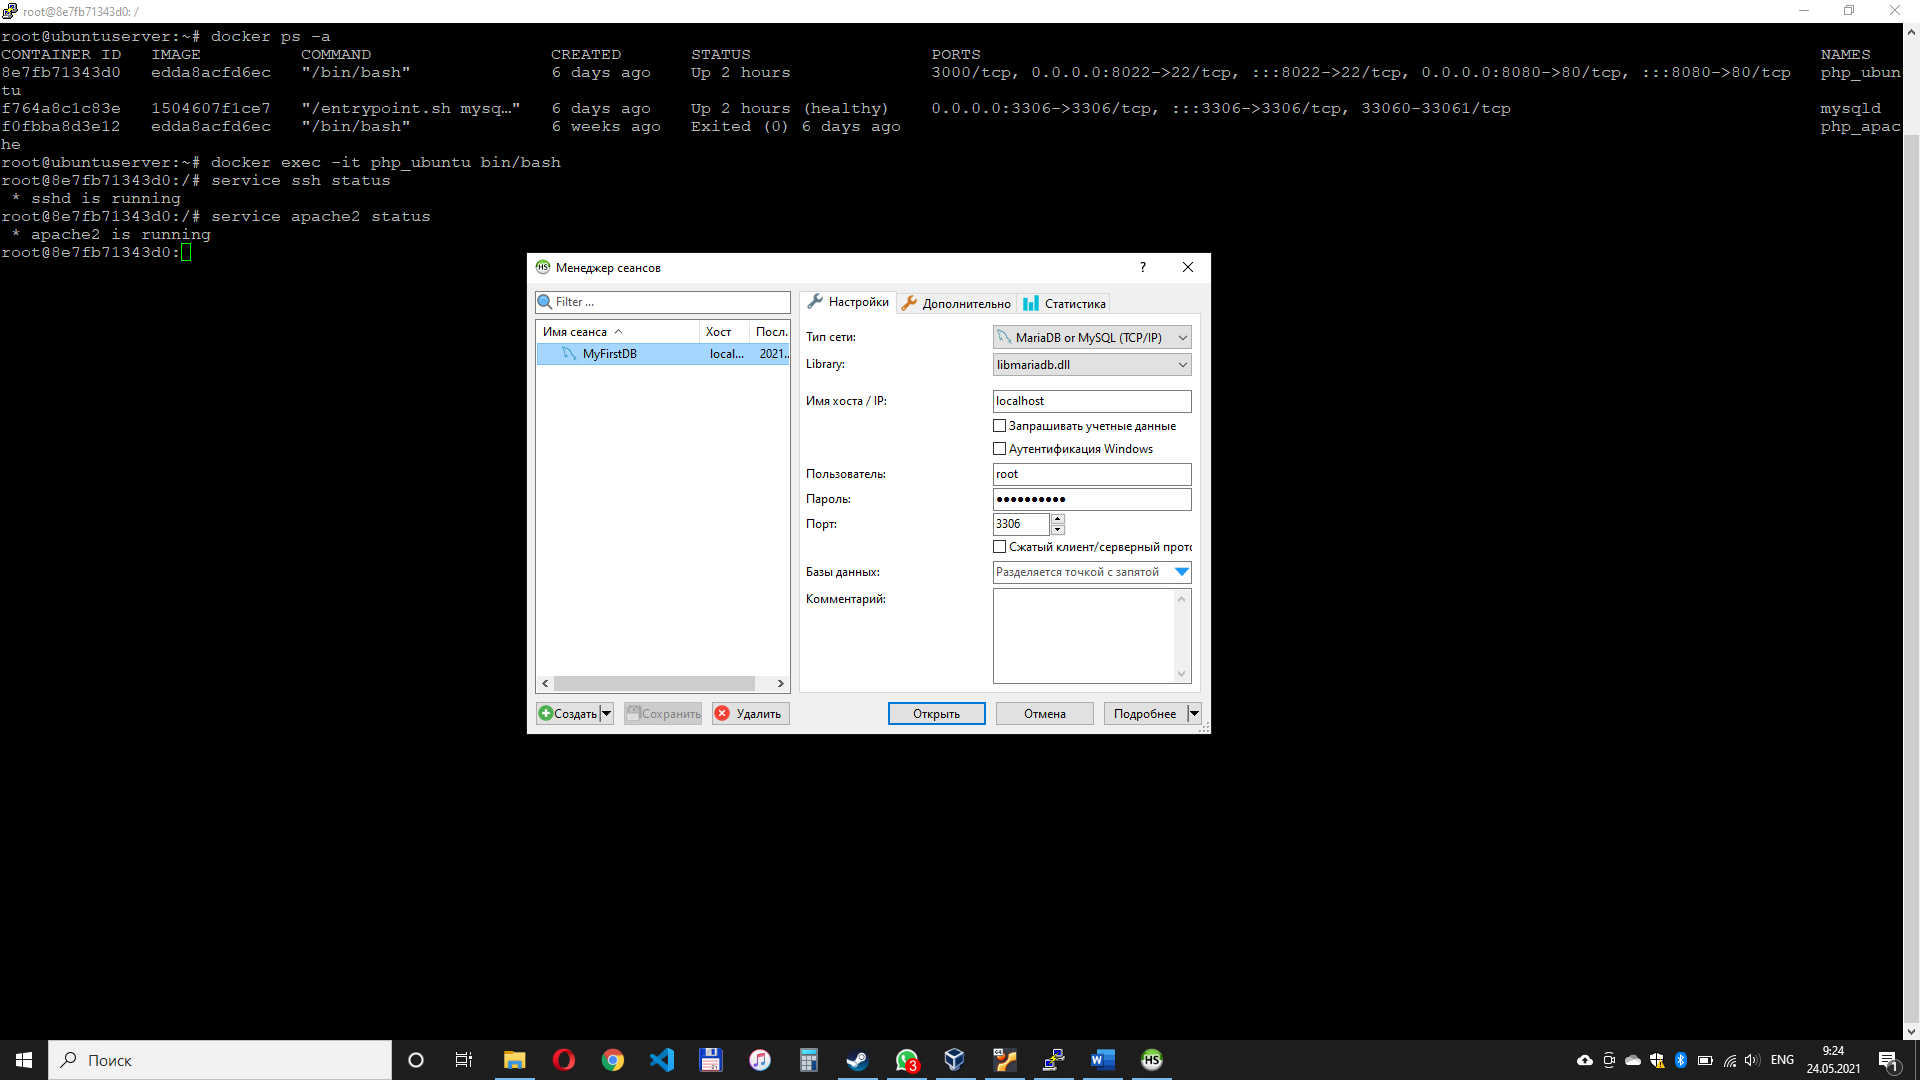 root@8e7fb71343d0: /
root@ubuntuserver:~# docker ps -a
CONTAINER ID   IMAGE          COMMAND                  CREATED       STATUS                  PORTS                                                                                    NAMES
8e7fb71343d0   edda8acfd6ec   "/bin/bash"              6 days ago    Up 2 hours              3000/tcp, 0.0.0.0:8022->22/tcp, :::8022->22/tcp, 0.0.0.0:8080->80/tcp, :::8080->80/tcp   php_ubun
tu
f764a8c1c83e   1504607f1ce7   "/entrypoint.sh mysq…"   6 days ago    Up 2 hours (healthy)    0.0.0.0:3306->3306/tcp, :::3306->3306/tcp, 33060-33061/tcp                               mysqld
f0fbba8d3e12   edda8acfd6ec   "/bin/bash"              6 weeks ago   Exited (0) 6 days ago                                                                                            php_apac
he
root@ubuntuserver:~# docker exec -it php_ubuntu bin/bash
root@8e7fb71343d0:/# service ssh status
 * sshd is running
root@8e7fb71343d0:/# service apache2 status
 * apache2 is running
root@8e7fb71343d0:
HS Менеджер сеансов ?
Filter ...
Имя сеанса Хост Посл.
MyFirstDB local... 2021..
Настройки Дополнительно Статистика
Тип сети: MariaDB or MySQL (TCP/IP)
Library: libmariadb.dll
Имя хоста / IP: localhost
Запрашивать учетные данные
Аутентификация Windows
Пользователь: root
Пароль: ●●●●●●●●●●
Порт: 3306
Сжатый клиент/серверный прото
Базы данных: Разделяется точкой с запятой
Комментарий:
Создать Сохранить Удалить Открыть Отмена Подробнее
Поиск
3
64
W
HS
ENG
9:24
24.05.2021
1